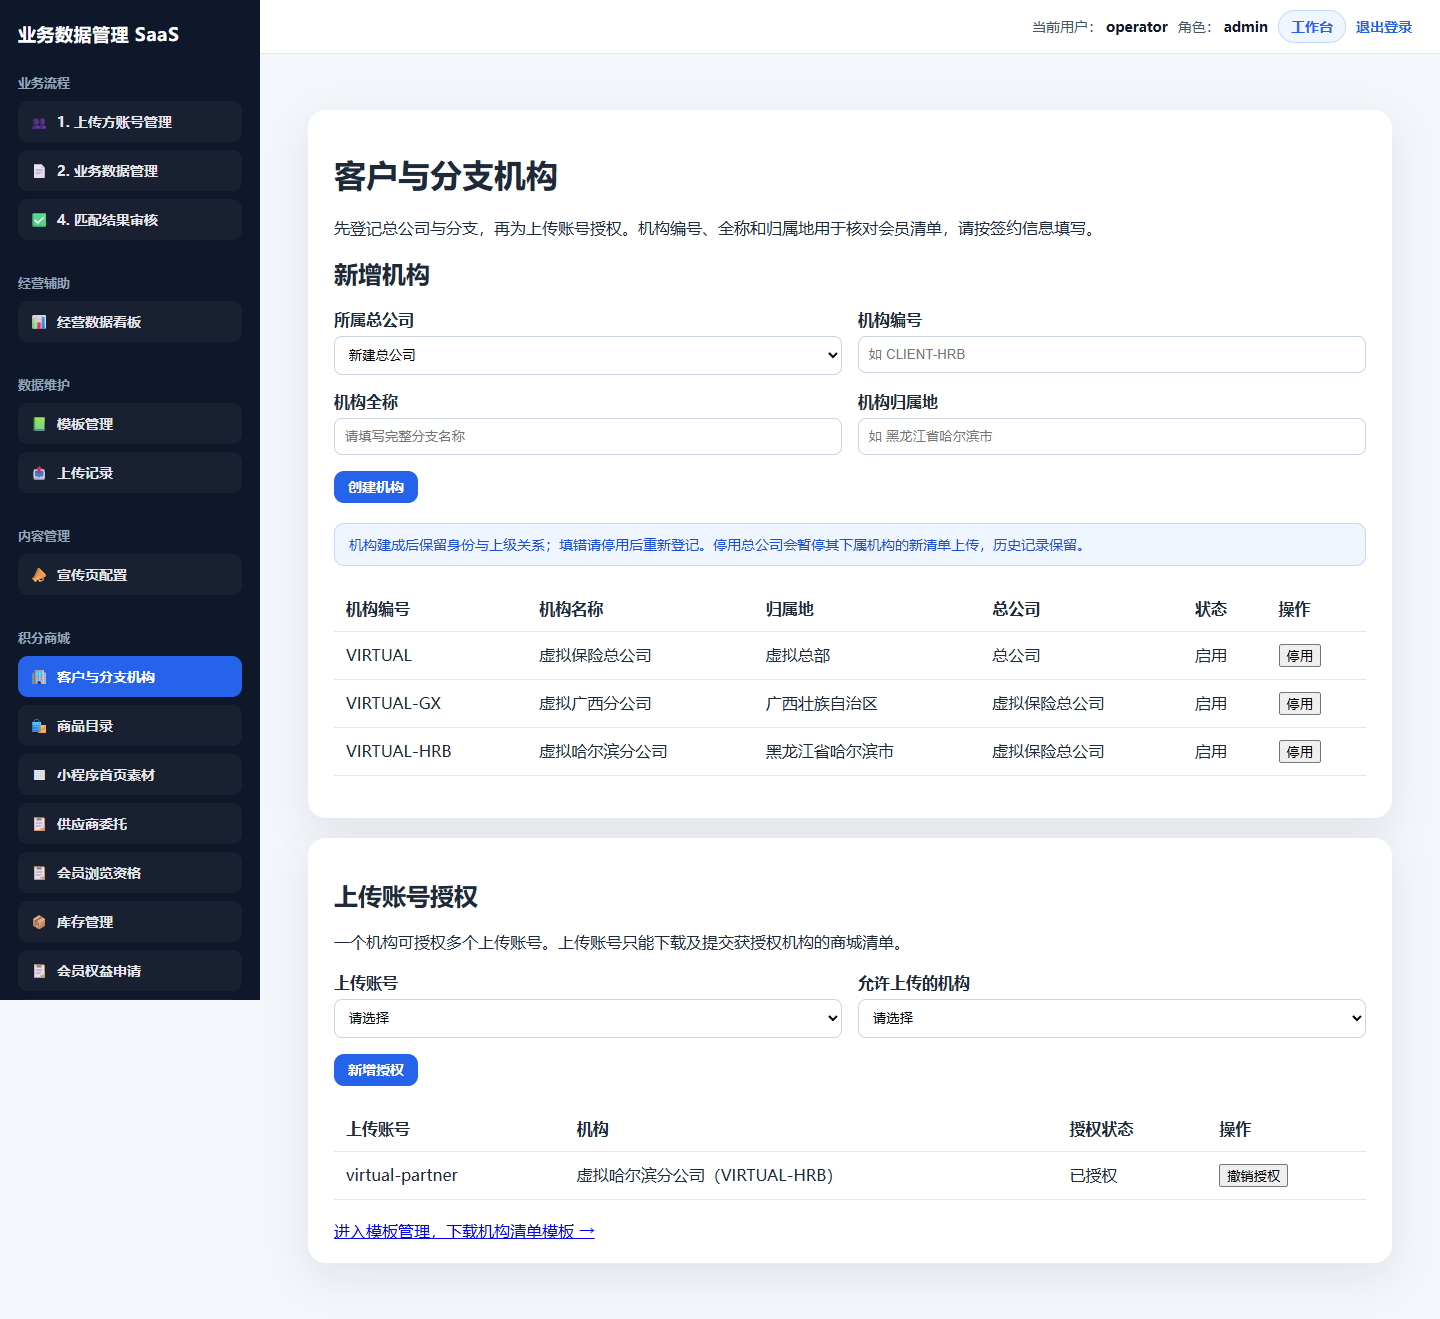 业务数据管理 SaaS
业务流程
1. 上传方账号管理
2. 业务数据管理
4. 匹配结果审核
经营辅助
经营数据看板
数据维护
模板管理
上传记录
内容管理
宣传页配置
积分商城
客户与分支机构
商品目录
小程序首页素材
供应商委托
会员浏览资格
库存管理
会员权益申请
当前用户： operator 角色： admin 工作台 退出登录
客户与分支机构
先登记总公司与分支，再为上传账号授权。机构编号、全称和归属地用于核对会员清单，请按签约信息填写。
新增机构
所属总公司 机构编号
新建总公司 如 CLIENT-HRB
机构全称 机构归属地
请填写完整分支名称 如 黑龙江省哈尔滨市
创建机构
机构建成后保留身份与上级关系；填错请停用后重新登记。停用总公司会暂停其下属机构的新清单上传，历史记录保留。
机构编号 机构名称 归属地 总公司 状态 操作
VIRTUAL 虚拟保险总公司 虚拟总部 总公司 启用 停用
VIRTUAL-GX 虚拟广西分公司 广西壮族自治区 虚拟保险总公司 启用 停用
VIRTUAL-HRB 虚拟哈尔滨分公司 黑龙江省哈尔滨市 虚拟保险总公司 启用 停用
上传账号授权
一个机构可授权多个上传账号。上传账号只能下载及提交获授权机构的商城清单。
上传账号 允许上传的机构
请选择 请选择
新增授权
上传账号 机构 授权状态 操作
virtual-partner 虚拟哈尔滨分公司（VIRTUAL-HRB） 已授权 撤销授权
进入模板管理，下载机构清单模板 →